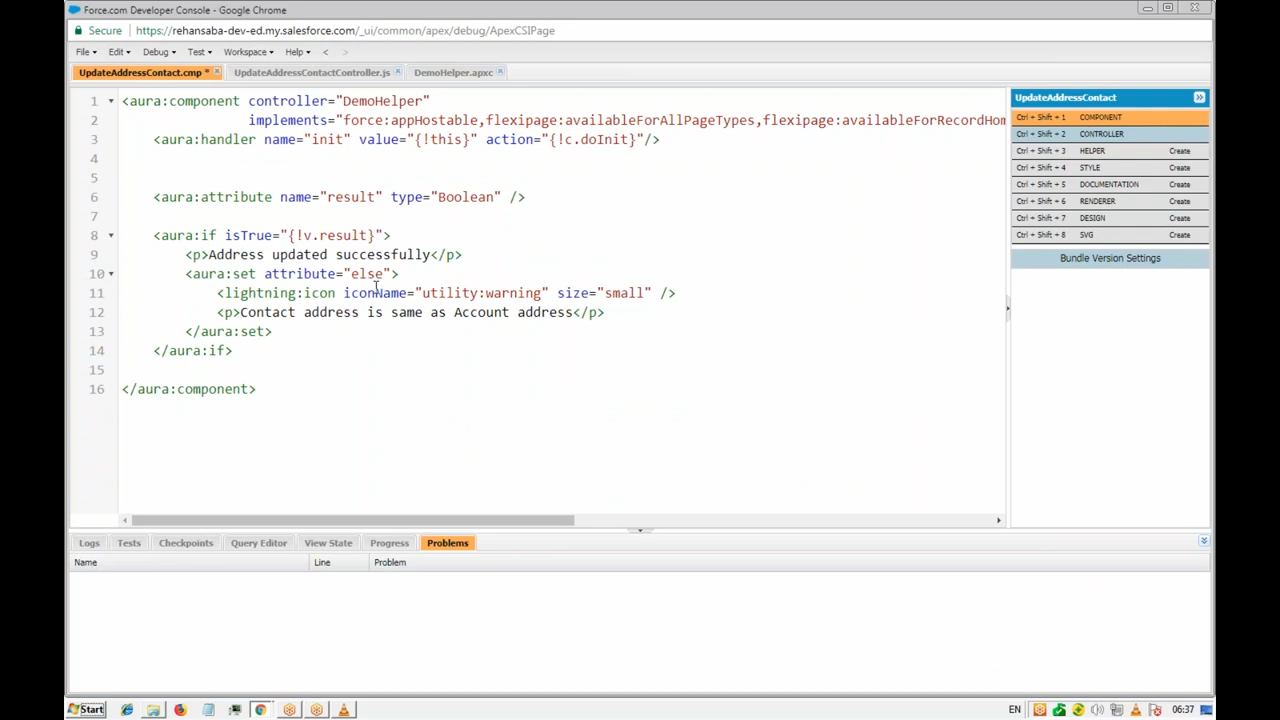 Force.com Developer Console - Google Chrome
Secure https://rehansaba-dev-ed.my.salesforce.com/_ui/common/apex/debug/ApexCSIPage
File Edit Debug Test Workspace Help < >
UpdateAddressContact.cmp * UpdateAddressContactController.js DemoHelper.apxc
1 <aura:component controller="DemoHelper"
2 implements="force:appHostable,flexipage:availableForAllPageTypes,flexipage:availableForRecordHom
3 <aura:handler name="init" value="{!this}" action="{!c.doInit}"/>
4
5
6 <aura:attribute name="result" type="Boolean" />
7
8 <aura:if isTrue="{!v.result}">
9 <p>Address updated successfully</p>
10 <aura:set attribute="else">
11 <lightning:icon iconName="utility:warning" size="small" />
12 <p>Contact address is same as Account address</p>
13 </aura:set>
14 </aura:if>
15
16 </aura:component>
UpdateAddressContact
Ctrl + Shift + 1 COMPONENT
Ctrl + Shift + 2 CONTROLLER
Ctrl + Shift + 3 HELPER Create
Ctrl + Shift + 4 STYLE Create
Ctrl + Shift + 5 DOCUMENTATION Create
Ctrl + Shift + 6 RENDERER Create
Ctrl + Shift + 7 DESIGN Create
Ctrl + Shift + 8 SVG Create
Bundle Version Settings
Logs Tests Checkpoints Query Editor View State Progress Problems
Name Line Problem
Start EN 06:37